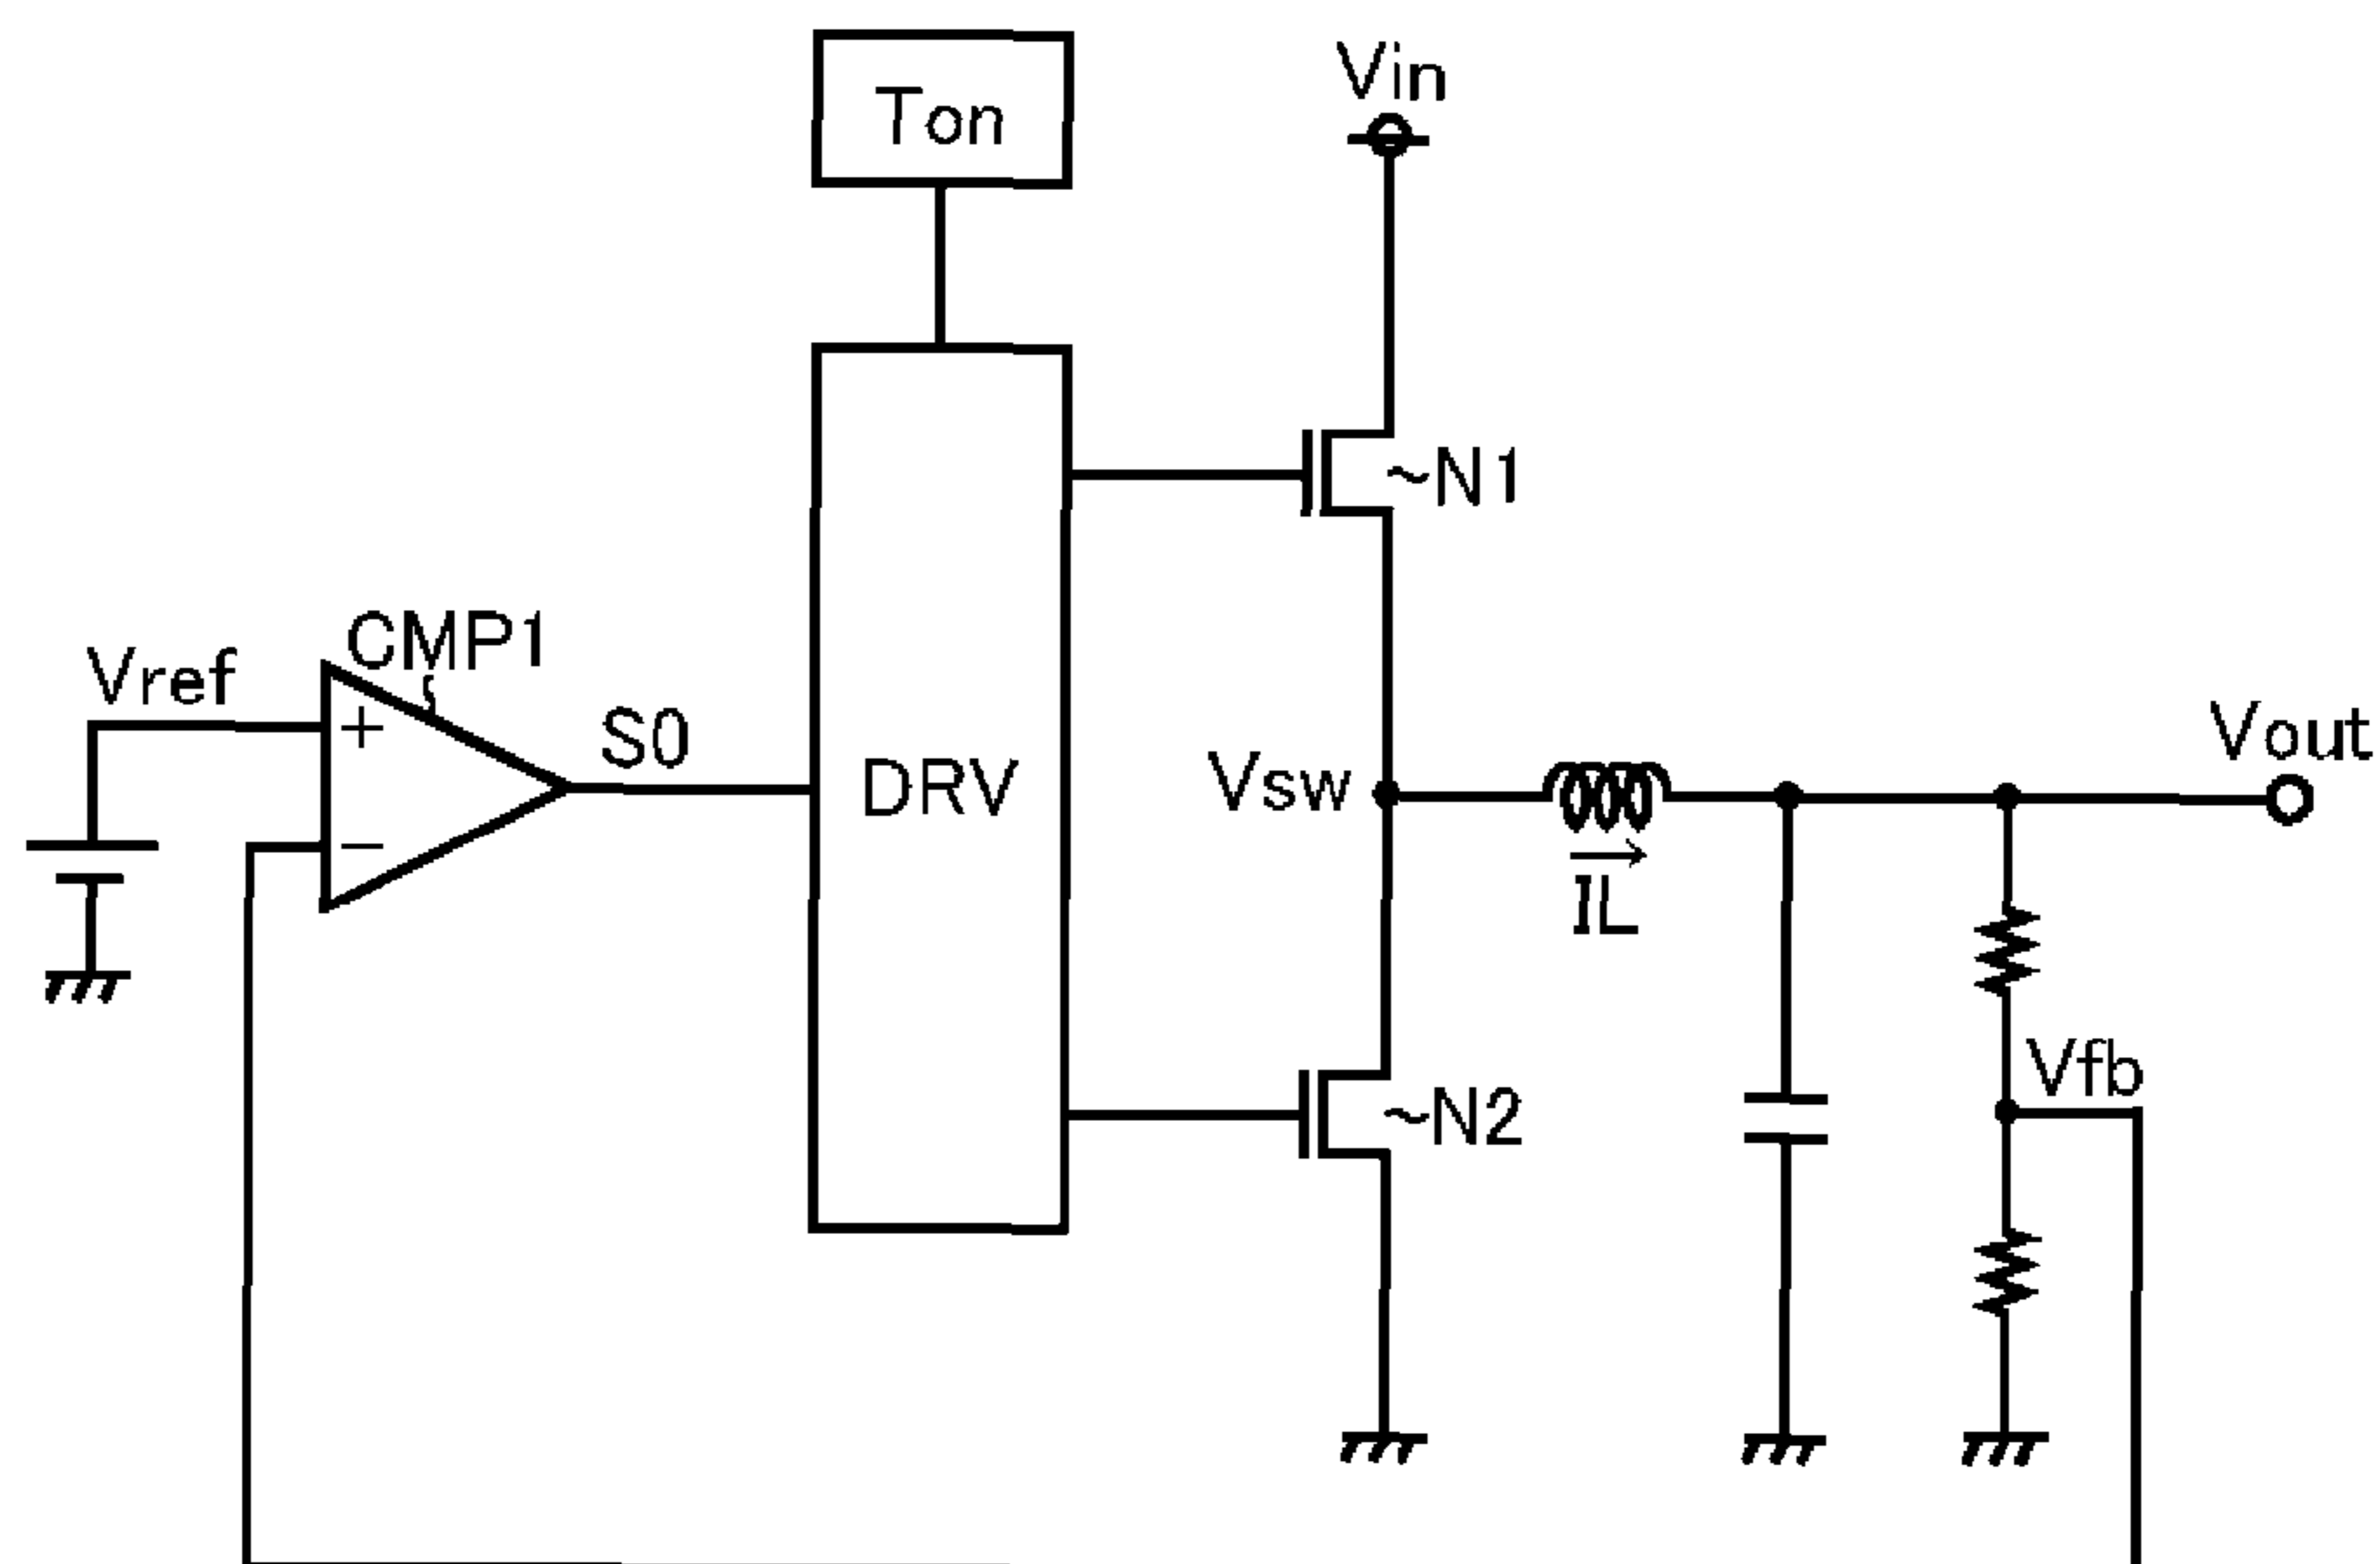 Ton
Vin
~N1
CMP1
Vref
+
S0
−
DRV
Vsw
Vout
IL
Vfb
~N2